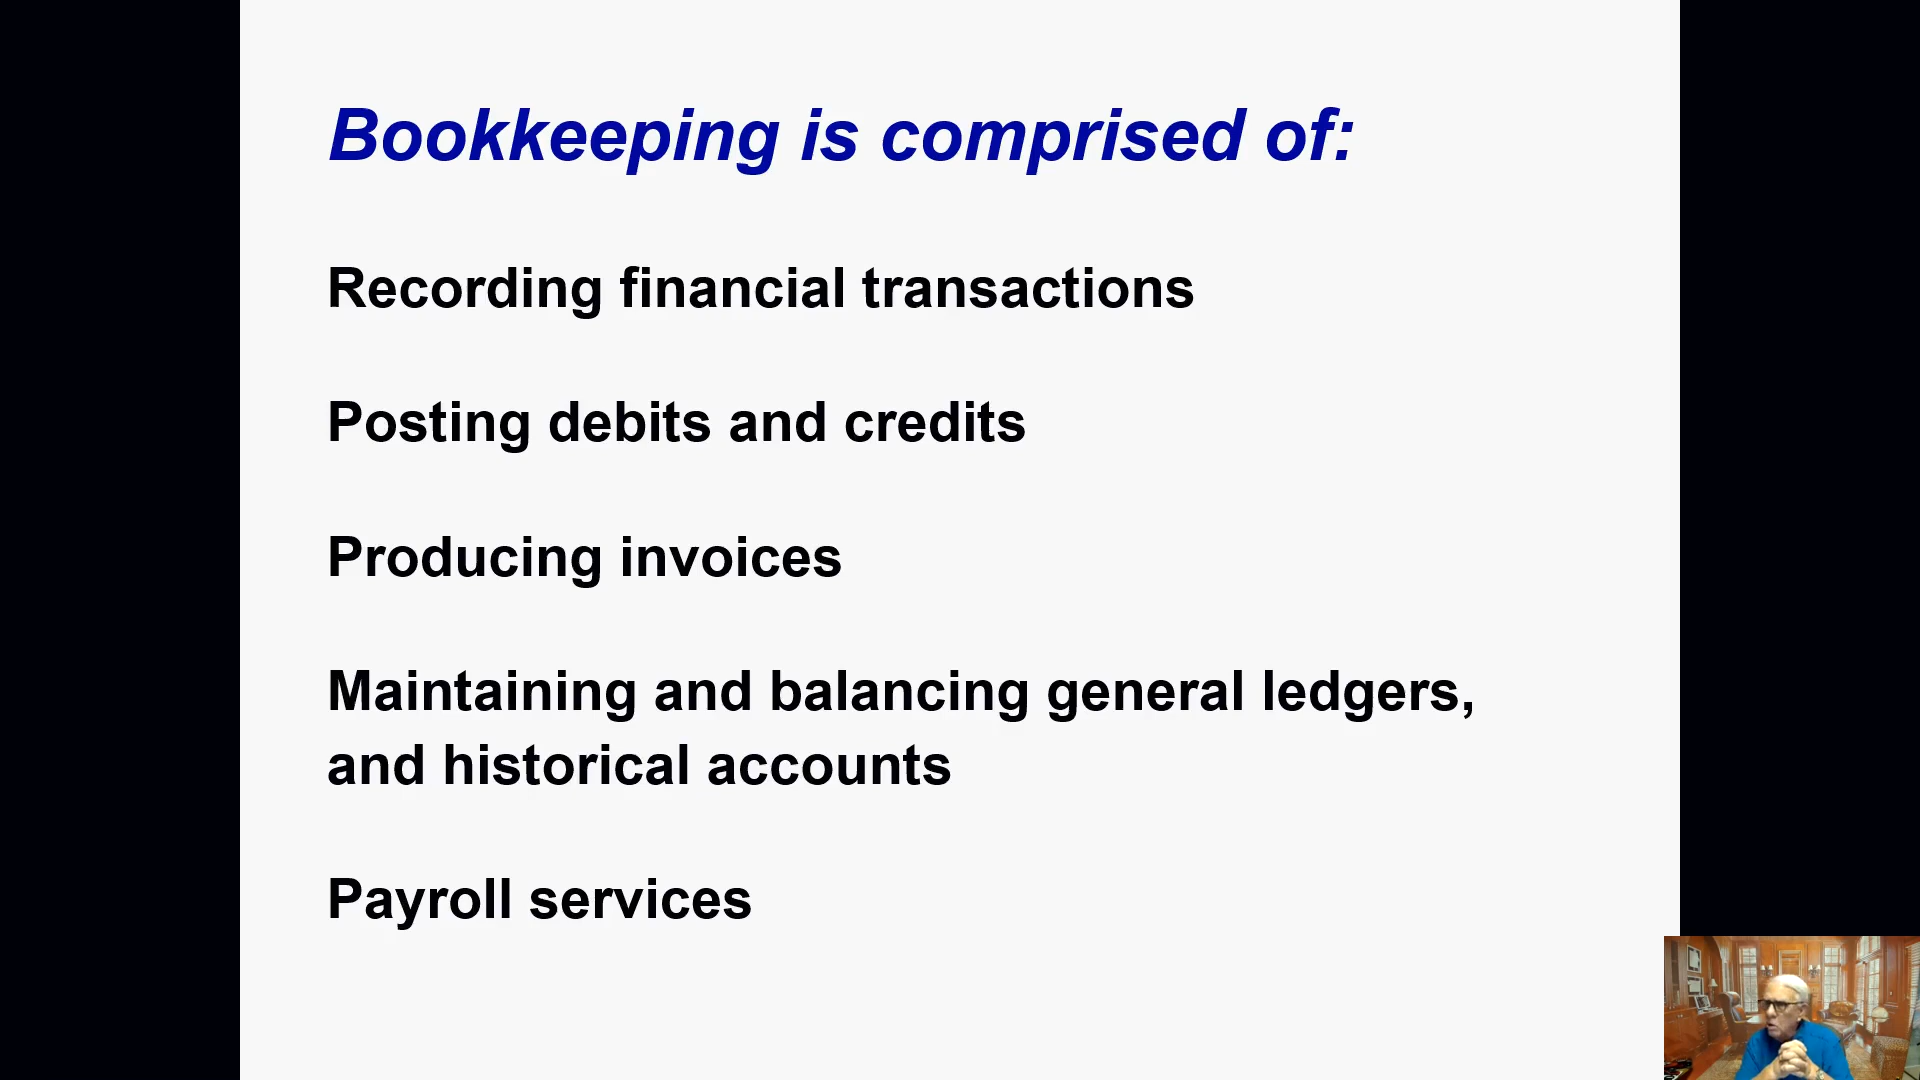 Bookkeeping is comprised of:
Recording financial transactions
Posting debits and credits
Producing invoices
Maintaining and balancing general ledgers,
and historical accounts
Payroll services